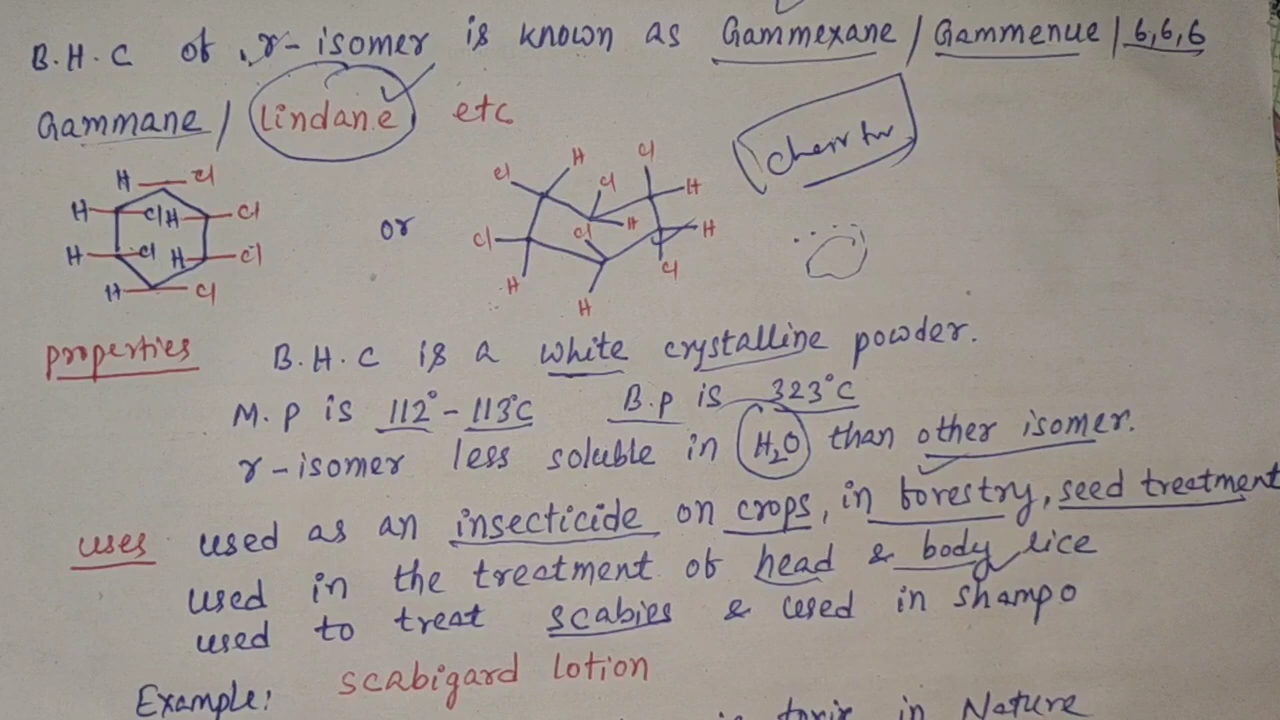 B.H.C of γ-isomer is known as Gammexane / Gammenue / 6,6,6
Gammane / Lindane etc
H Cl
H Cl H Cl
H Cl H Cl
H Cl
or
Cl H Cl Cl H
Cl Cl H H
H H Cl
properties B.H.C is a white crystalline powder.
M.p is 112° - 113°C B.p is 323°C
γ-isomer less soluble in H₂O than other isomer.
uses used as an insecticide on crops, in forestry, seed treatment
used in the treatment of head & body lice
used to treat scabies & used in shampo
Example: scabigard lotion
toxic in Nature